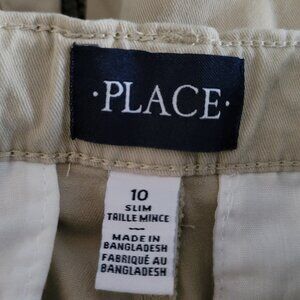 ·PLACE·
10
SLIM
TAILLE MINCE
MADE IN
BANGLADESH
FABRIQUÉ AU
BANGLADESH